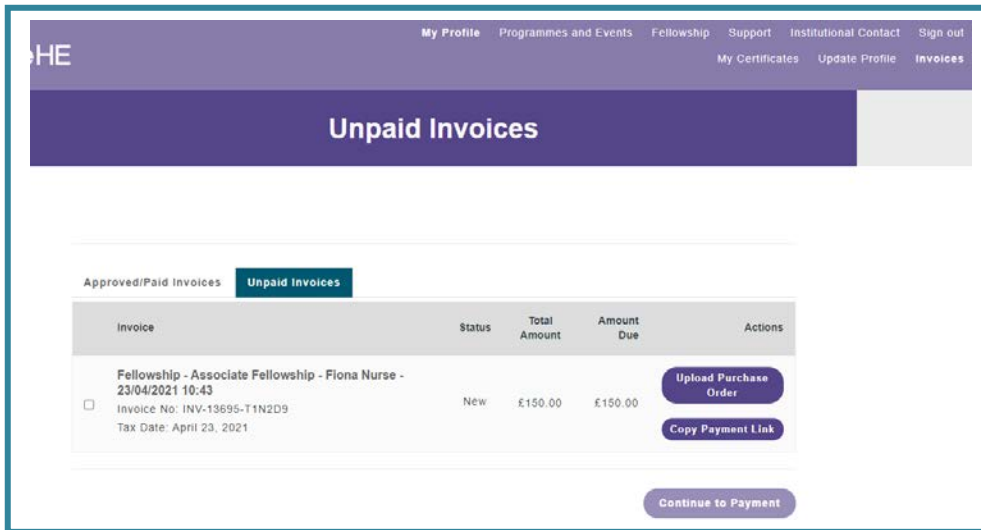 HE
My Profile Programmes and Events Fellowship Support Institutional Contact Sign out
My Certificates Update Profile Invoices
Unpaid Invoices
Approved/Paid Invoices Unpaid Invoices
Invoice Status Total Amount Amount Due Actions
Fellowship - Associate Fellowship - Fiona Nurse -
23/04/2021 10:43
Invoice No: INV-13695-T1N2D9
Tax Date: April 23, 2021
New £150.00 £150.00
Upload Purchase
Order
Copy Payment Link
Continue to Payment